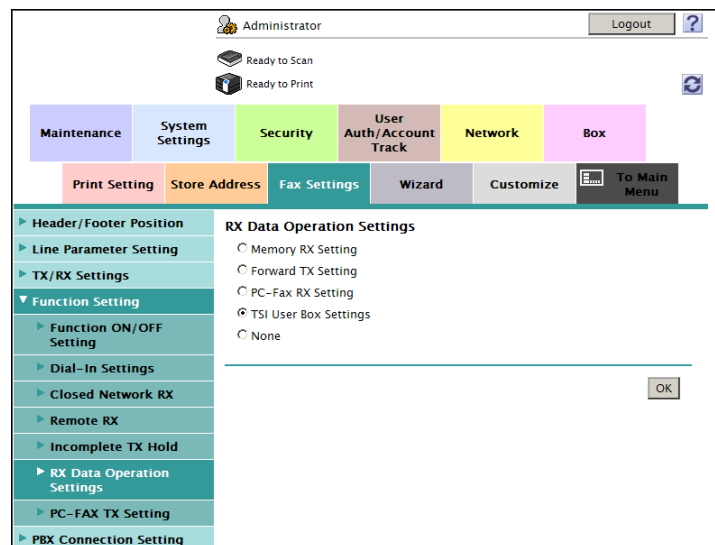 Administrator
Logout
?
Ready to Scan
Ready to Print
Maintenance
System
Settings
Security
User
Auth/Account
Track
Network
Box
Print Setting
Store Address
Fax Settings
Wizard
Customize
To Main
Menu
Header/Footer Position
Line Parameter Setting
TX/RX Settings
Function Setting
Function ON/OFF
Setting
Dial-In Settings
Closed Network RX
Remote RX
Incomplete TX Hold
RX Data Operation
Settings
PC-FAX TX Setting
PBX Connection Setting
RX Data Operation Settings
Memory RX Setting
Forward TX Setting
PC-Fax RX Setting
TSI User Box Settings
None
OK